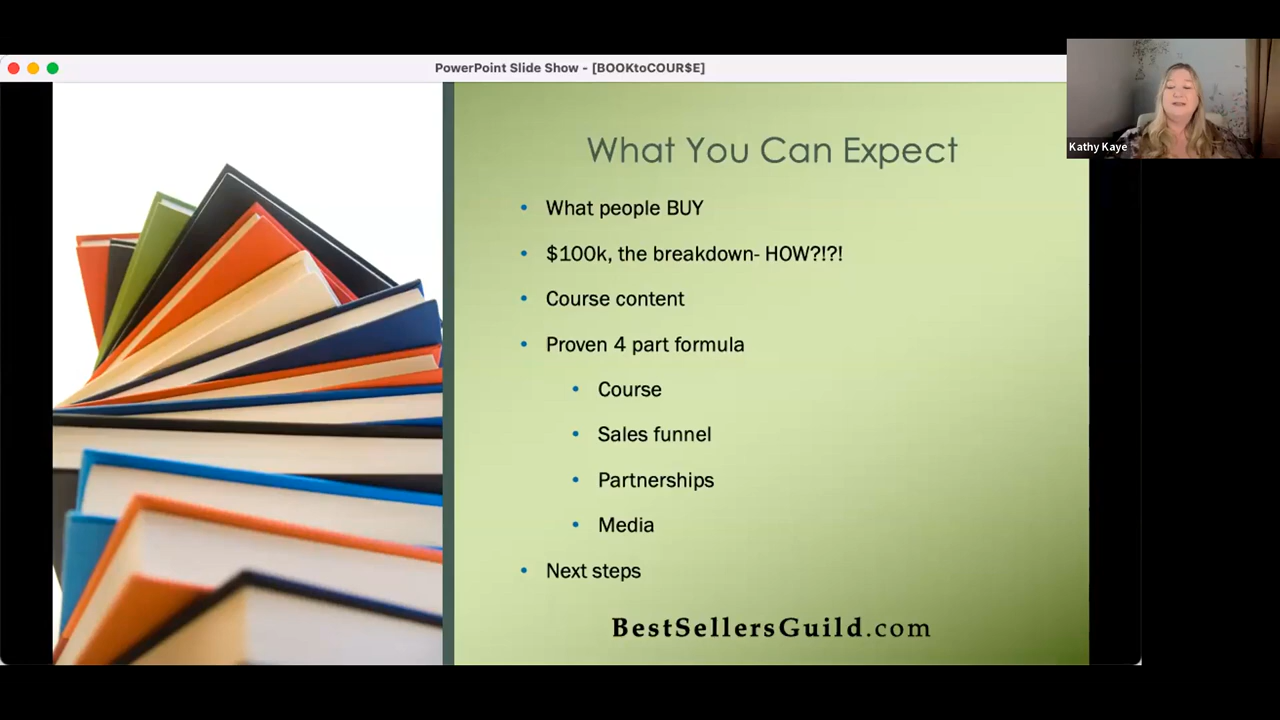 PowerPoint Slide Show - [BOOKtoCOUR$E]
Kathy Kaye
What You Can Expect
• What people BUY
• $100k, the breakdown- HOW?!?!
• Course content
• Proven 4 part formula
• Course
• Sales funnel
• Partnerships
• Media
• Next steps
BestSellersGuild.com